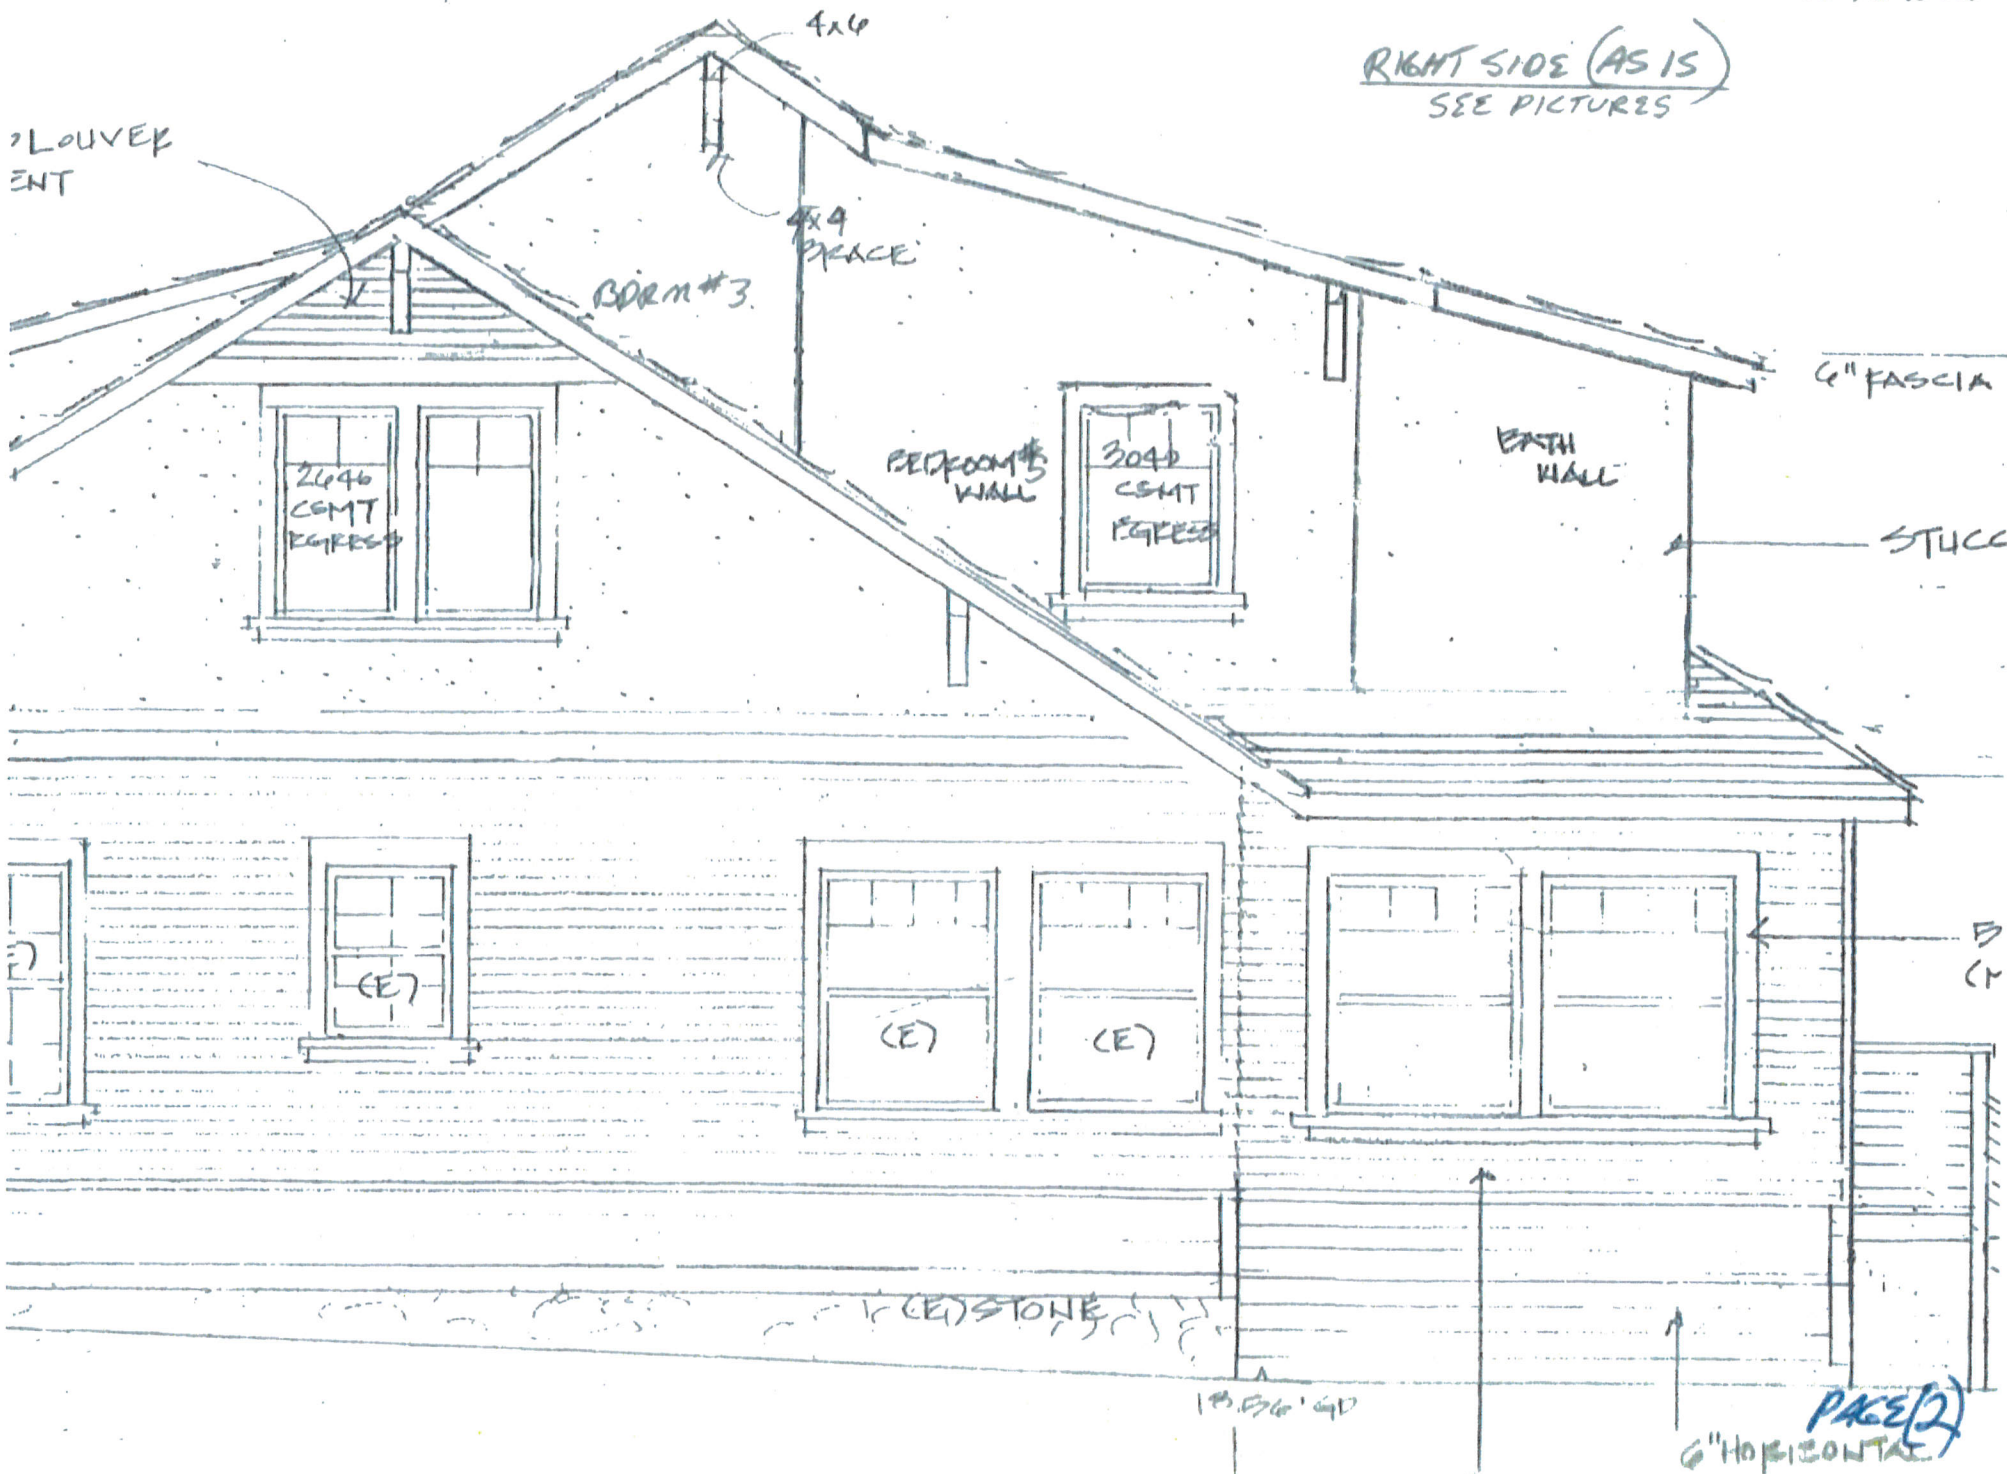 4x6
RIGHT SIDE (AS IS)
SEE PICTURES
LOUVER
ENT
4x4
BRACE
BDRM #3
6" FASCIA
BATH
WALL
BEDROOM #3
WALL
3040
CSMT
EGRESS
2646
CSMT
EGRESS
STUCC
(E)
(E)
(E)
(E) STONE
PAGE (2)
6" HORIZONTAL